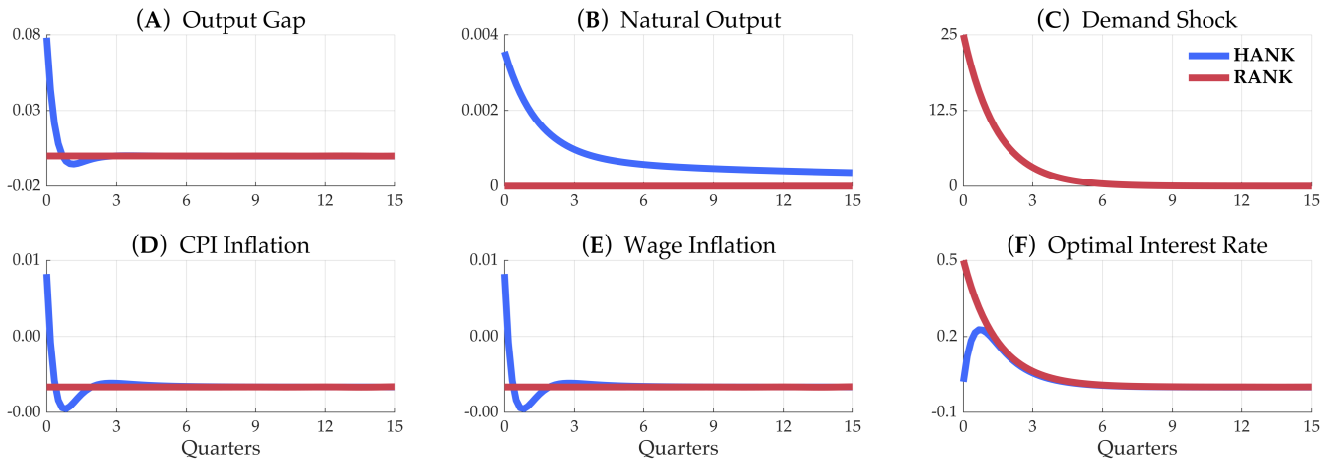 (A) Output Gap
0.08
0.03
-0.02
0 3 6 9 12 15
(B) Natural Output
0.004
0.002
0
0 3 6 9 12 15
(C) Demand Shock
25
12.5
0
0 3 6 9 12 15
HANK
RANK
(D) CPI Inflation
0.01
0.00
-0.00
0 3 6 9 12 15
Quarters
(E) Wage Inflation
0.01
0.00
-0.00
0 3 6 9 12 15
Quarters
(F) Optimal Interest Rate
0.5
0.2
-0.1
0 3 6 9 12 15
Quarters